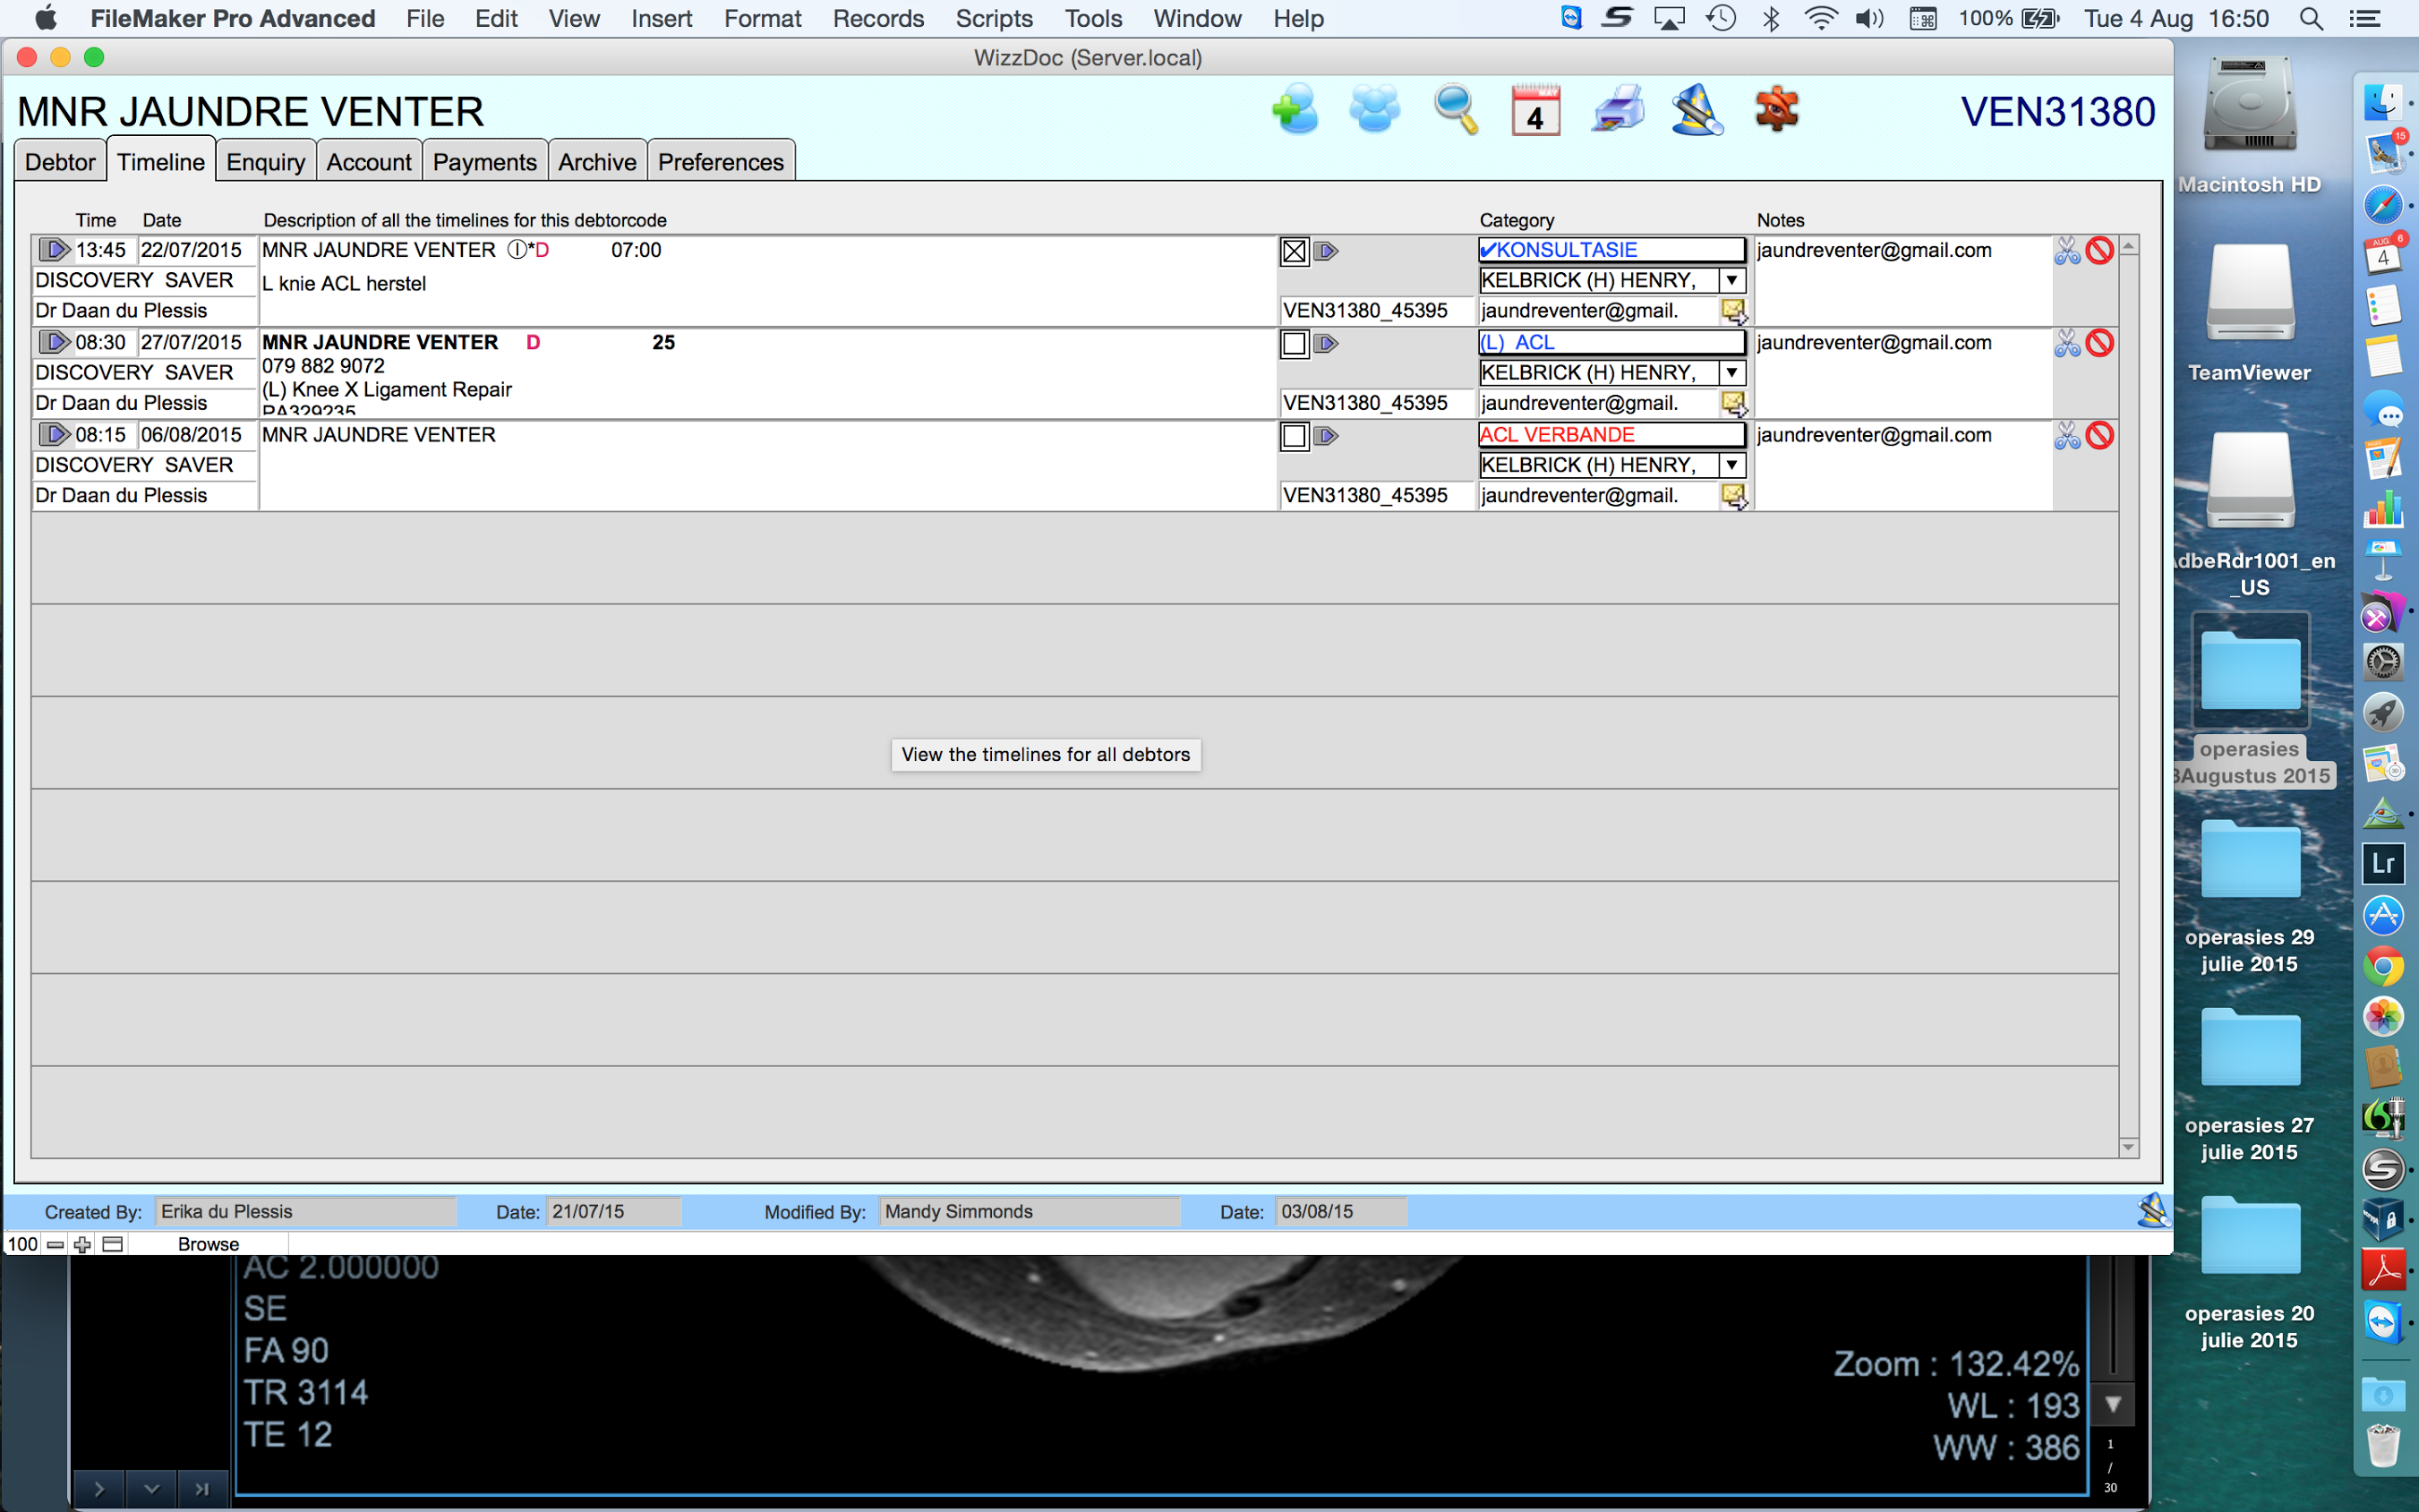 FileMaker Pro Advanced File Edit View Insert Format Records Scripts Tools Window Help 100% Tue 4 Aug 16:50
WizzDoc (Server.local)
MNR JAUNDRE VENTER 4 VEN31380
Debtor Timeline Enquiry Account Payments Archive Preferences
Time Date Description of all the timelines for this debtorcode Category Notes
13:45 22/07/2015 MNR JAUNDRE VENTER Ⓘ*D 07:00 ✔KONSULTASIE jaundreventer@gmail.com
DISCOVERY SAVER L knie ACL herstel KELBRICK (H) HENRY,
Dr Daan du Plessis VEN31380_45395 jaundreventer@gmail.
08:30 27/07/2015 MNR JAUNDRE VENTER D 25 (L) ACL jaundreventer@gmail.com
079 882 9072
DISCOVERY SAVER KELBRICK (H) HENRY,
(L) Knee X Ligament Repair
Dr Daan du Plessis PA329235 VEN31380_45395 jaundreventer@gmail.
08:15 06/08/2015 MNR JAUNDRE VENTER ACL VERBANDE jaundreventer@gmail.com
DISCOVERY SAVER KELBRICK (H) HENRY,
Dr Daan du Plessis VEN31380_45395 jaundreventer@gmail.
View the timelines for all debtors
Created By: Erika du Plessis Date: 21/07/15 Modified By: Mandy Simmonds Date: 03/08/15
100 Browse
AC 2.000000
SE
FA 90
TR 3114
TE 12
Zoom : 132.42%
WL : 193
WW : 386
1
/
30
Macintosh HD
TeamViewer
dbeRdr1001_en
_US
operasies
3Augustus 2015
operasies 29
julie 2015
operasies 27
julie 2015
operasies 20
julie 2015
15
AUG 6
4
Lr